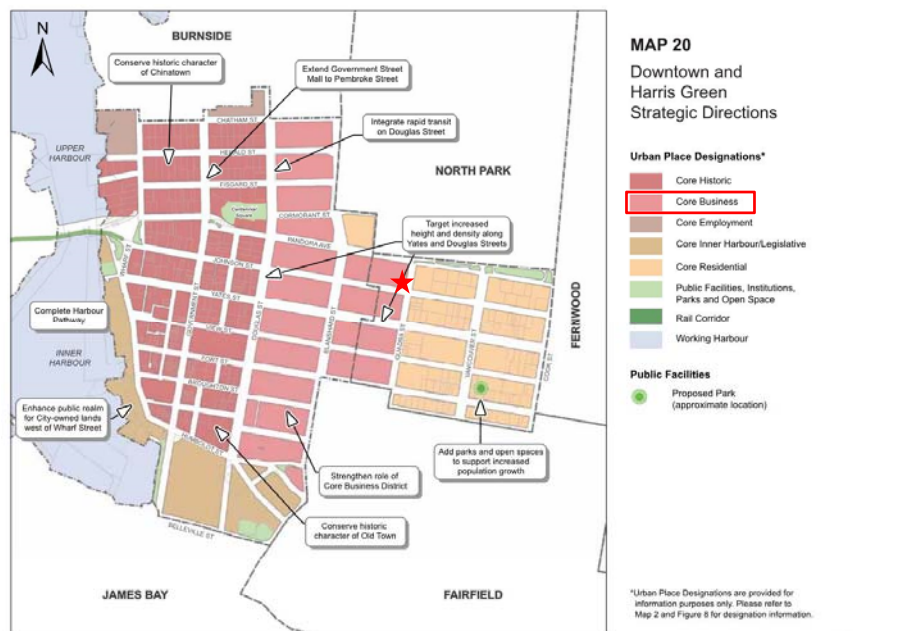 N
BURNSIDE
Conserve historic character
of Chinatown
Extend Government Street
Mall to Pembroke Street
CHATHAM ST.
Integrate rapid transit
on Douglas Street
HERALD ST
UPPER
HARBOUR
NORTH PARK
FISGARD ST
Centennial
Square
CORMORANT ST.
Target increased
height and density along
Yates and Douglas Streets
PANDORA AVE
JOHNSON ST.
WHARF ST.
YATES ST.
GOVERNMENT ST
DOUGLAS ST
BLANSHARD ST
QUADRA ST
VANCOUVER ST
COOK ST.
FERNWOOD
Complete Harbour
Pathway
VIEW ST.
INNER
HARBOUR
FORT ST.
BROUGHTON ST.
Enhance public realm
for City-owned lands
west of Wharf Street
HUMBOLDT ST.
Add parks and open spaces
to support increased
population growth
Strengthen role of
Core Business District
Conserve historic
character of Old Town
BELLEVILLE ST
JAMES BAY
FAIRFIELD
MAP 20
Downtown and
Harris Green
Strategic Directions
Urban Place Designations*
Core Historic
Core Business
Core Employment
Core Inner Harbour/Legislative
Core Residential
Public Facilities, Institutions,
Parks and Open Space
Rail Corridor
Working Harbour
Public Facilities
Proposed Park
(approximate location)
*Urban Place Designations are provided for
information purposes only. Please refer to
Map 2 and Figure 8 for designation information.